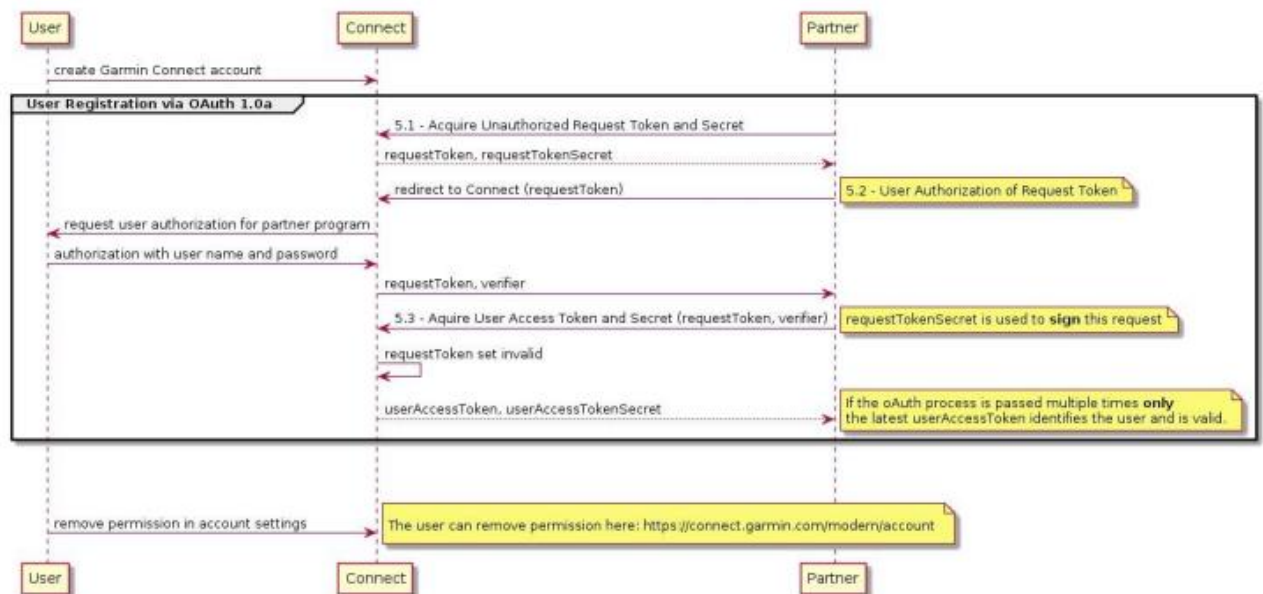 User
Connect
Partner
create Garmin Connect account
User Registration via OAuth 1.0a
5.1 - Acquire Unauthorized Request Token and Secret
requestToken, requestTokenSecret
redirect to Connect (requestToken)
5.2 - User Authorization of Request Token
request user authorization for partner program
authorization with user name and password
requestToken, verifier
5.3 - Aquire User Access Token and Secret (requestToken, verifier)
requestTokenSecret is used to sign this request
requestToken set invalid
userAccessToken, userAccessTokenSecret
If the oAuth process is passed multiple times only
the latest userAccessToken identifies the user and is valid.
remove permission in account settings
The user can remove permission here: https://connect.garmin.com/modern/account
User
Connect
Partner